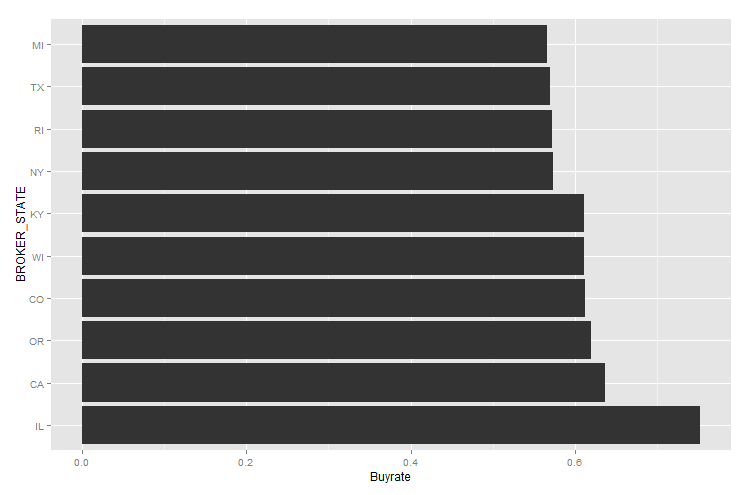 MI
TX
RI
NY
KY
WI
CO
OR
CA
IL
BROKER_STATE
0.0 0.2 0.4 0.6
Buyrate